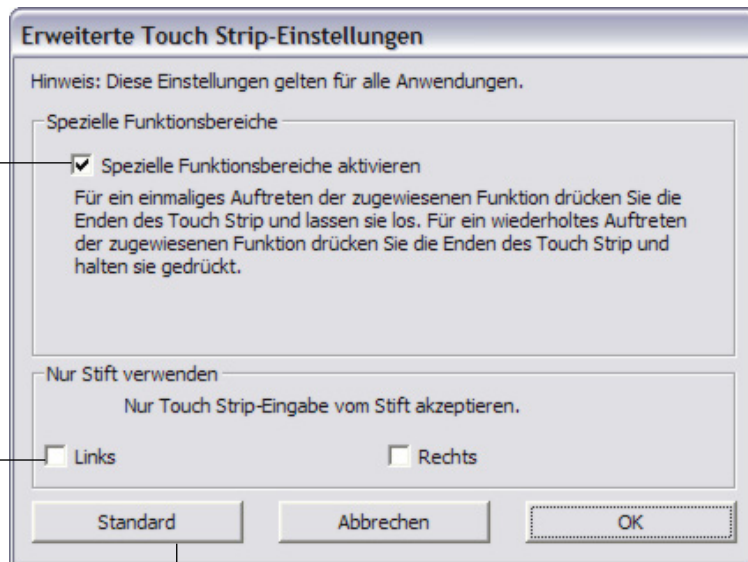 Erweiterte Touch Strip-Einstellungen
Hinweis: Diese Einstellungen gelten für alle Anwendungen.
Spezielle Funktionsbereiche
Spezielle Funktionsbereiche aktivieren
Für ein einmaliges Auftreten der zugewiesenen Funktion drücken Sie die
Enden des Touch Strip und lassen sie los. Für ein wiederholtes Auftreten
der zugewiesenen Funktion drücken Sie die Enden des Touch Strip und
halten sie gedrückt.
Nur Stift verwenden
Nur Touch Strip-Eingabe vom Stift akzeptieren.
Links Rechts
Standard Abbrechen OK